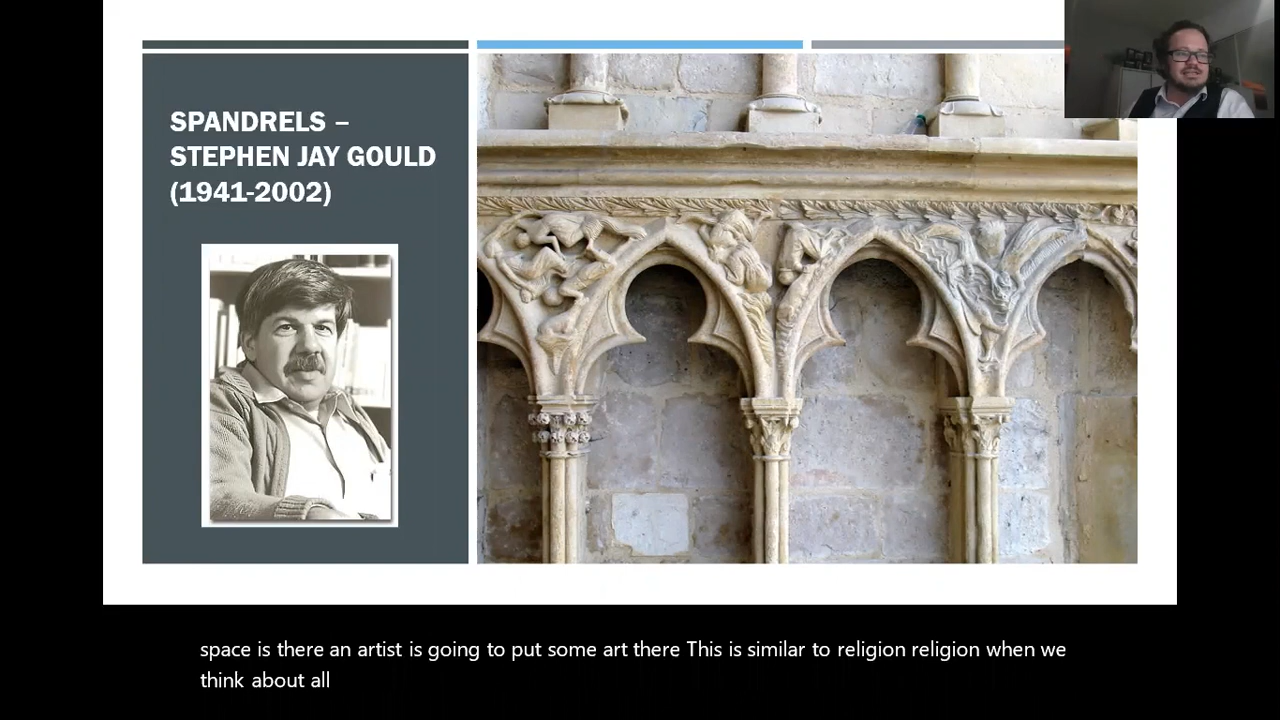 SPANDRELS –
STEPHEN JAY GOULD
(1941-2002)
space is there an artist is going to put some art there This is similar to religion religion when we
think about all